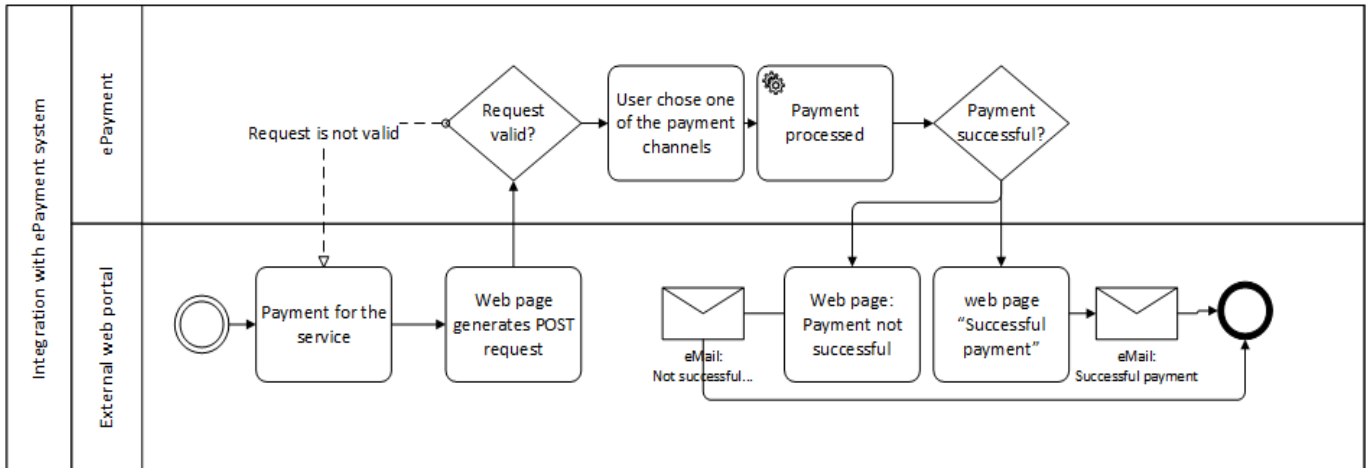 Integration with ePayment system
ePayment
External web portal
Request is not valid
Request
valid?
User chose one
of the payment
channels
Payment
processed
Payment
successful?
Payment for the
service
Web page
generates POST
request
eMail:
Not successful...
Web page:
Payment not
successful
web page
“Successful
payment”
eMail:
Successful payment